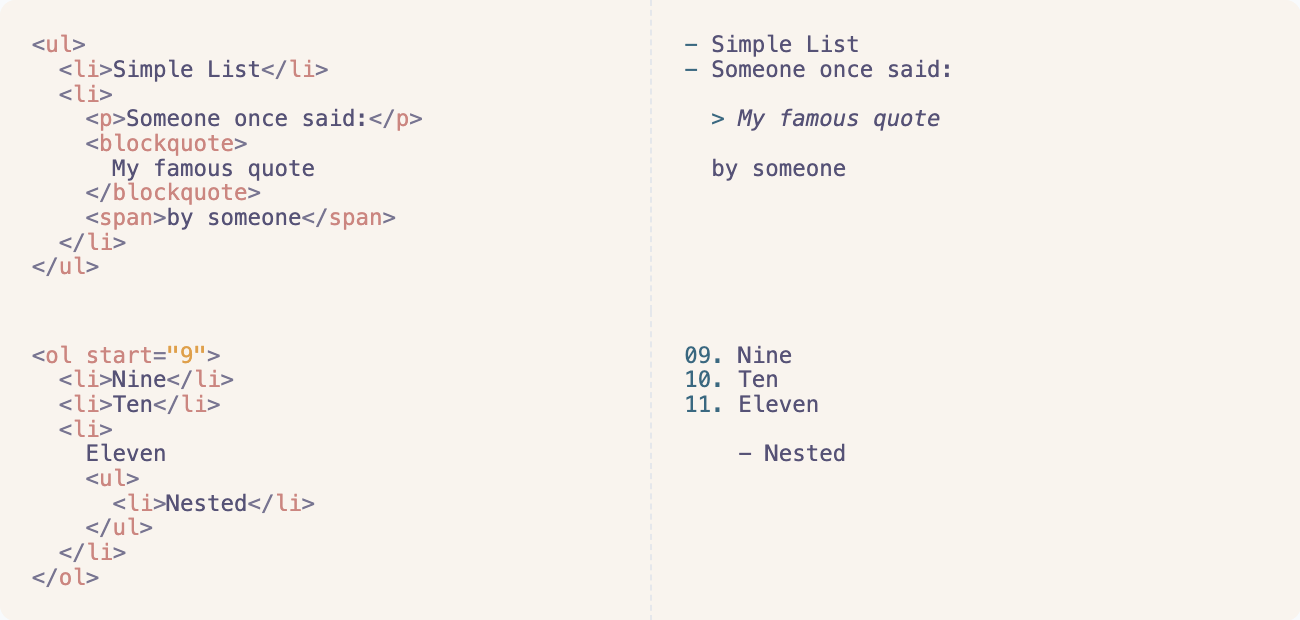 <ul>
  <li>Simple List</li>
  <li>
    <p>Someone once said:</p>
    <blockquote>
      My famous quote
    </blockquote>
    <span>by someone</span>
  </li>
</ul>
- Simple List
- Someone once said:
  > My famous quote
  by someone
<ol start="9">
  <li>Nine</li>
  <li>Ten</li>
  <li>
    Eleven
    <ul>
      <li>Nested</li>
    </ul>
  </li>
</ol>
09. Nine
10. Ten
11. Eleven
    - Nested